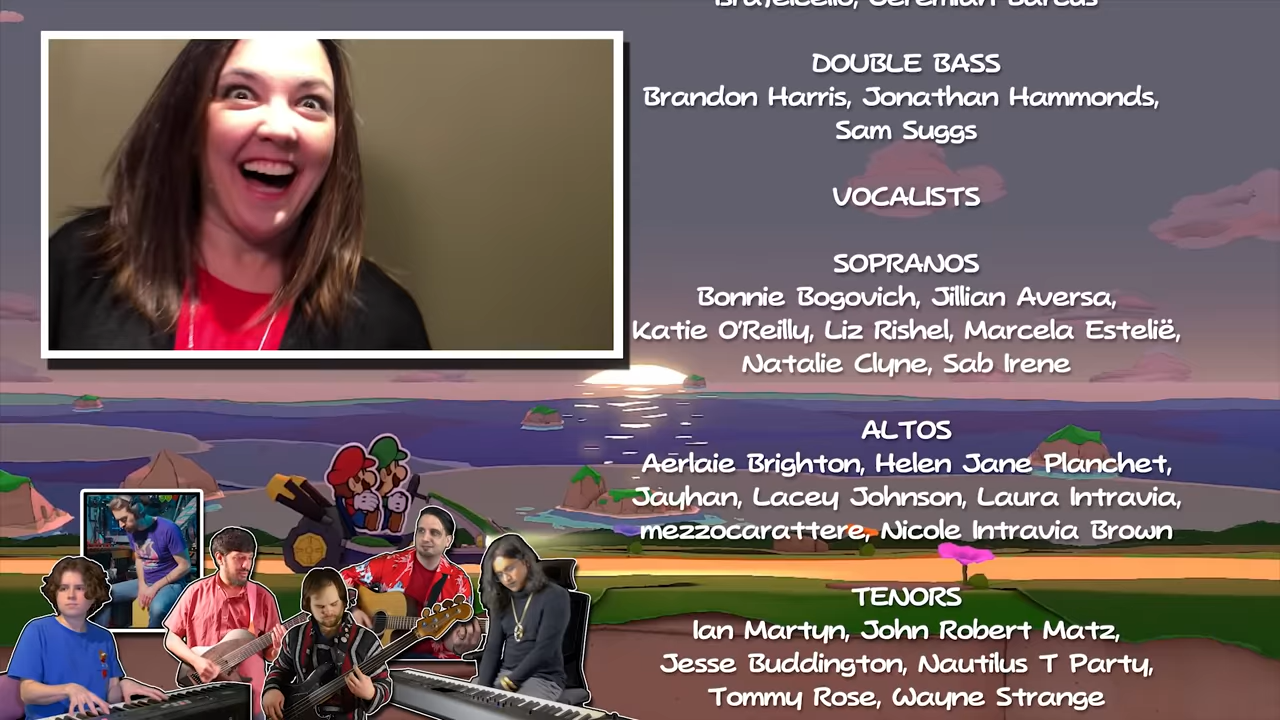 DOUBLE BASS
Brandon Harris, Jonathan Hammonds,
Sam Suggs
VOCALISTS
SOPRANOS
Bonnie Bogovich, Jillian Aversa,
Katie O'Reilly, Liz Rishel, Marcela Estelië,
Natalie Clyne, Sab Irene
ALTOS
Aerlaie Brighton, Helen Jane Planchet,
Jayhan, Lacey Johnson, Laura Intravia,
mezzocarattere, Nicole Intravia Brown
TENORS
Ian Martyn, John Robert Matz,
Jesse Buddington, Nautilus T Party,
Tommy Rose, Wayne Strange